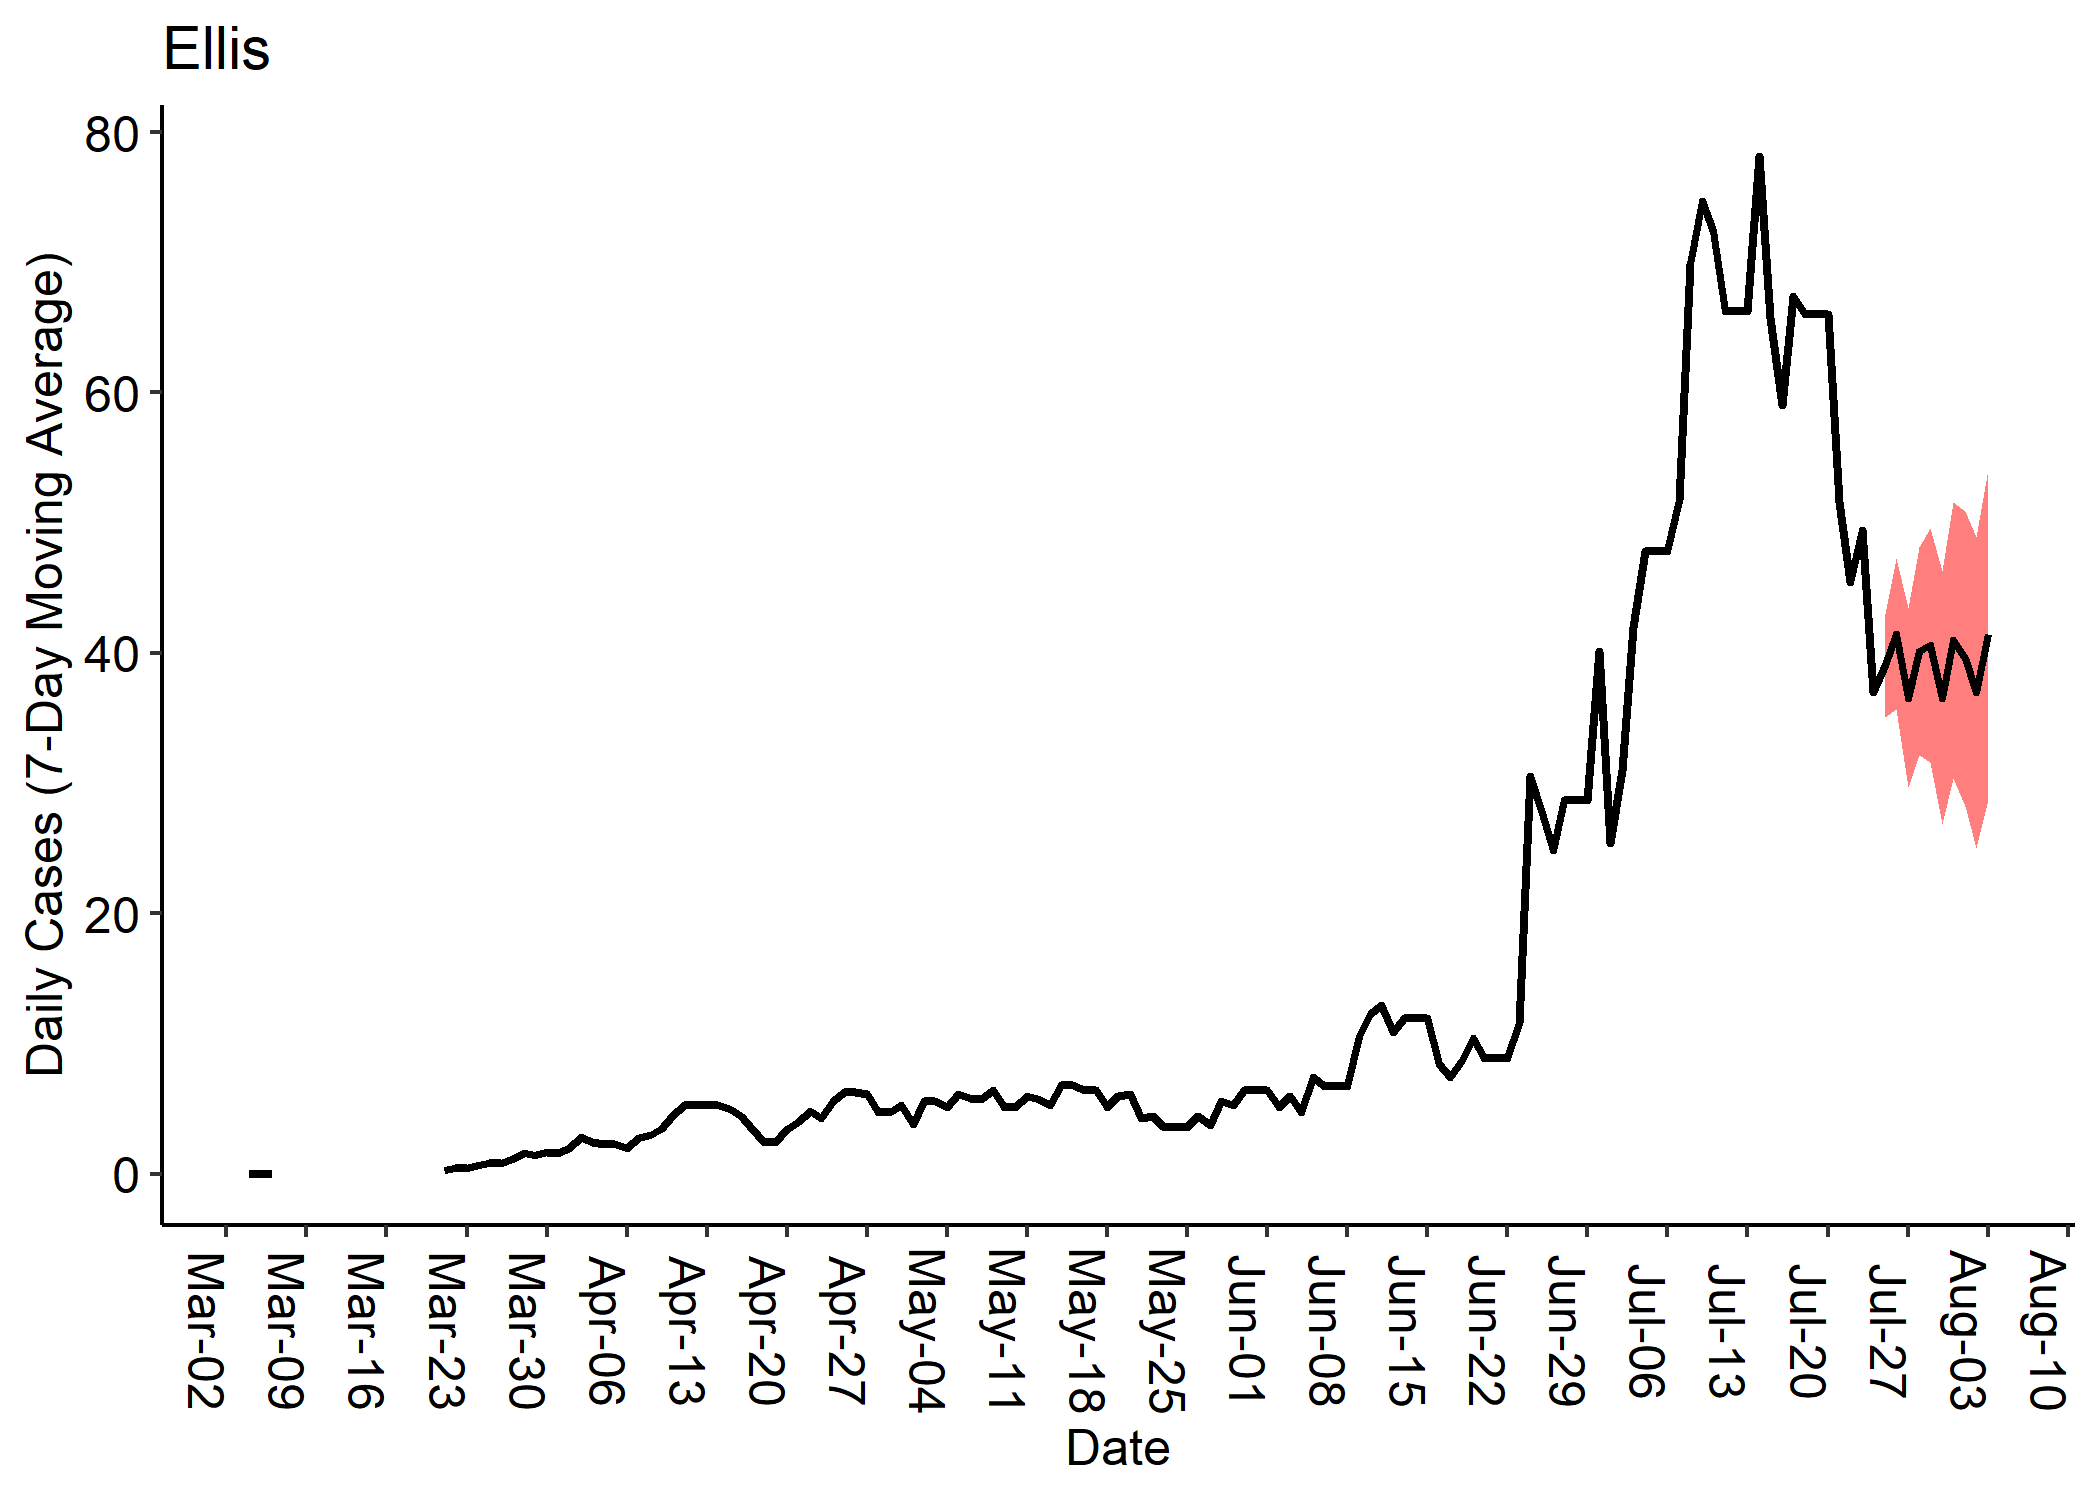 Ellis
Daily Cases (7-Day Moving Average)
80
60
40
20
0
Mar-02
Mar-09
Mar-16
Mar-23
Mar-30
Apr-06
Apr-13
Apr-20
Apr-27
May-04
May-11
May-18
May-25
Jun-01
Jun-08
Jun-15
Jun-22
Jun-29
Jul-06
Jul-13
Jul-20
Jul-27
Aug-03
Aug-10
Date